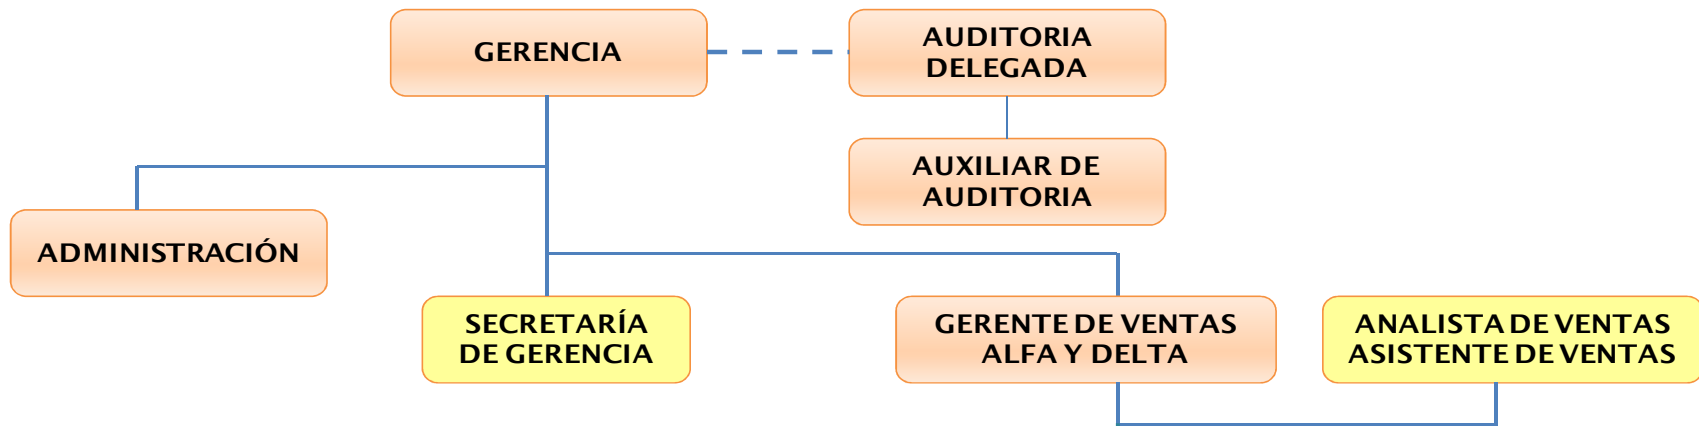 GERENCIA
AUDITORIA
DELEGADA
AUXILIAR DE
AUDITORIA
ADMINISTRACIÓN
SECRETARÍA
DE GERENCIA
GERENTE DE VENTAS
ALFA Y DELTA
ANALISTA DE VENTAS
ASISTENTE DE VENTAS